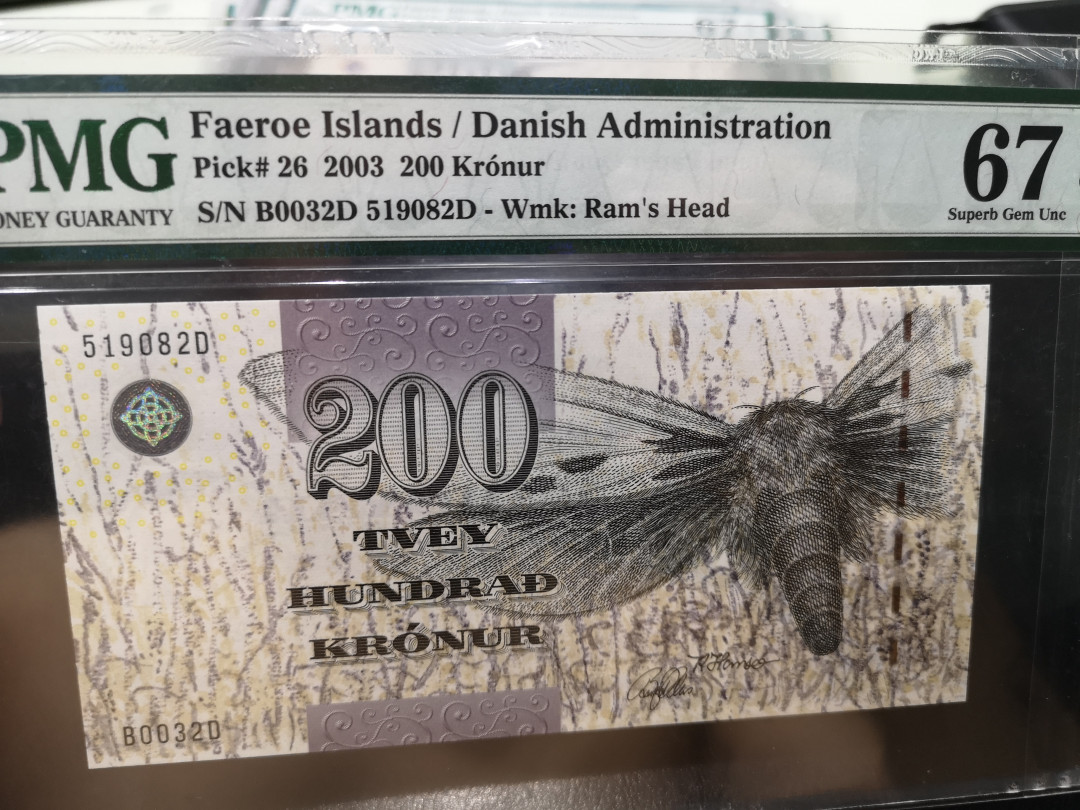 PMG
ONEY GUARANTY
Faeroe Islands / Danish Administration
Pick# 26 2003 200 Krónur
S/N B0032D 519082D - Wmk: Ram's Head
67
Superb Gem Unc
519082D
200
TVEY
HUNDRAÐ
KRÓNUR
B0032D